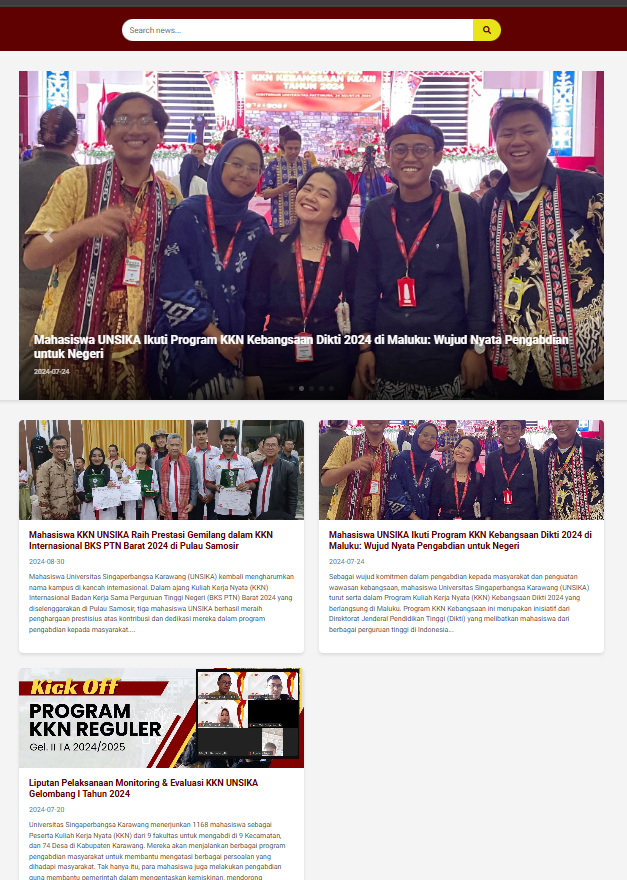 Search news...
KKN KEBANGSAAN KE-XII
TAHUN 2024
Mahasiswa UNSIKA Ikuti Program KKN Kebangsaan Dikti 2024 di Maluku: Wujud Nyata Pengabdian
untuk Negeri
2024-07-24
Mahasiswa KKN UNSIKA Raih Prestasi Gemilang dalam KKN
Internasional BKS PTN Barat 2024 di Pulau Samosir
2024-08-30
Mahasiswa Universitas Singaperbangsa Karawang (UNSIKA) kembali mengharumkan
nama kampus di kancah internasional. Dalam ajang Kuliah Kerja Nyata (KKN)
Internasional Badan Kerja Sama Perguruan Tinggi Negeri (BKS PTN) Barat 2024 yang
diselenggarakan di Pulau Samosir, tiga mahasiswa UNSIKA berhasil meraih
penghargaan prestisius atas kontribusi dan dedikasi mereka dalam program
pengabdian kepada masyarakat....
Mahasiswa UNSIKA Ikuti Program KKN Kebangsaan Dikti 2024 di
Maluku: Wujud Nyata Pengabdian untuk Negeri
2024-07-24
Sebagai wujud komitmen dalam pengabdian kepada masyarakat dan penguatan
wawasan kebangsaan, mahasiswa Universitas Singaperbangsa Karawang (UNSIKA)
turut serta dalam Program Kuliah Kerja Nyata (KKN) Kebangsaan Dikti 2024 yang
berlangsung di Maluku. Program KKN Kebangsaan ini merupakan inisiatif dari
Direktorat Jenderal Pendidikan Tinggi (Dikti) yang melibatkan mahasiswa dari
berbagai perguruan tinggi di Indonesia...
Kick Off
PROGRAM
KKN REGULER
Gel. II TA 2024/2025
Liputan Pelaksanaan Monitoring & Evaluasi KKN UNSIKA
Gelombang I Tahun 2024
2024-07-20
Universitas Singaperbangsa Karawang menerjunkan 1168 mahasiswa sebagai
Peserta Kuliah Kerja Nyata (KKN) dari 9 fakultas untuk mengabdi di 9 Kecamatan,
dan 74 Desa di Kabupaten Karawang. Mereka akan menjalankan berbagai program
pengabdian masyarakat untuk membantu mengatasi berbagai persoalan yang
dihadapi masyarakat. Tak hanya itu, para mahasiswa juga melakukan pengabdian
guna membantu pemerintah dalam mengentaskan kemiskinan, mendorong